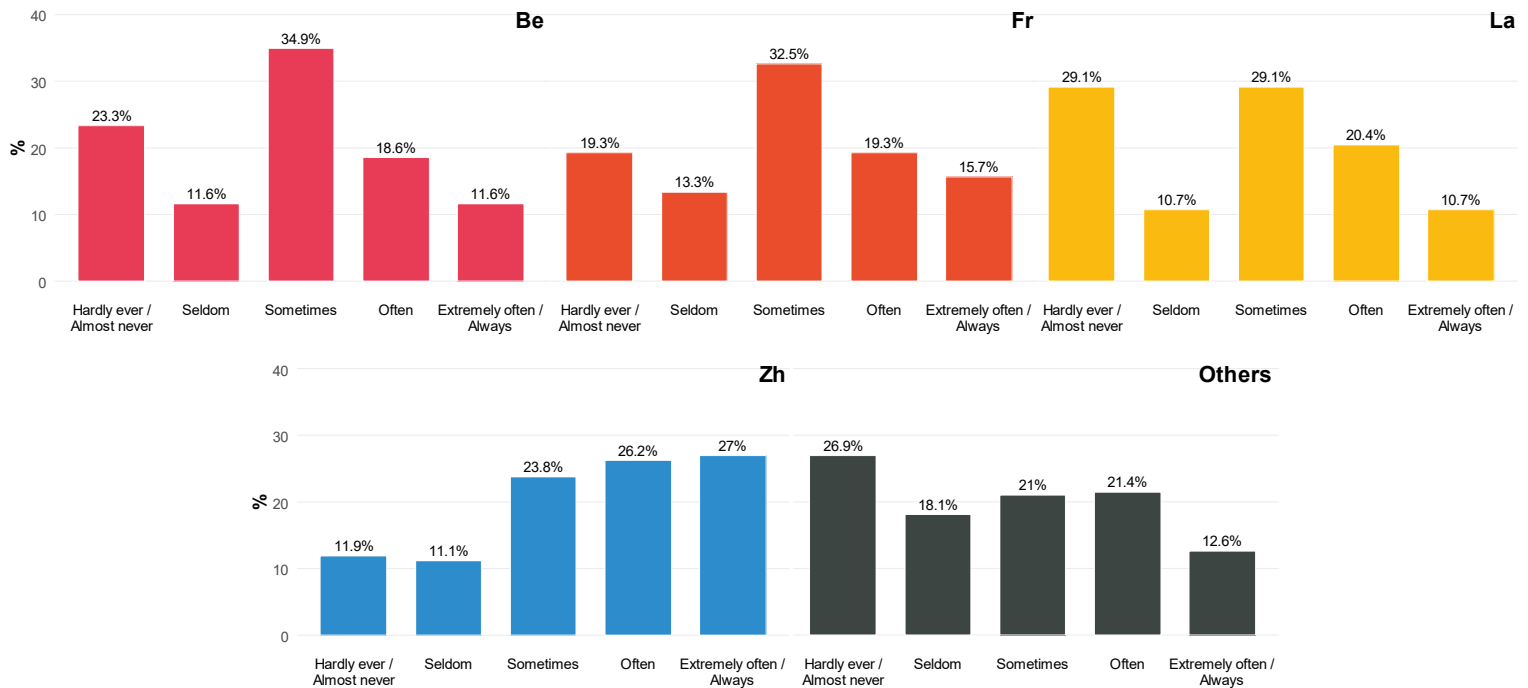 Be
Fr
La
40
30
20
10
0
%
23.3%
11.6%
34.9%
18.6%
11.6%
19.3%
13.3%
32.5%
19.3%
15.7%
29.1%
10.7%
29.1%
20.4%
10.7%
Hardly ever /
Almost never
Seldom
Sometimes
Often
Extremely often /
Always
Hardly ever /
Almost never
Seldom
Sometimes
Often
Extremely often /
Always
Hardly ever /
Almost never
Seldom
Sometimes
Often
Extremely often /
Always
Zh
Others
40
30
20
10
0
%
11.9%
11.1%
23.8%
26.2%
27%
26.9%
18.1%
21%
21.4%
12.6%
Hardly ever /
Almost never
Seldom
Sometimes
Often
Extremely often /
Always
Hardly ever /
Almost never
Seldom
Sometimes
Often
Extremely often /
Always